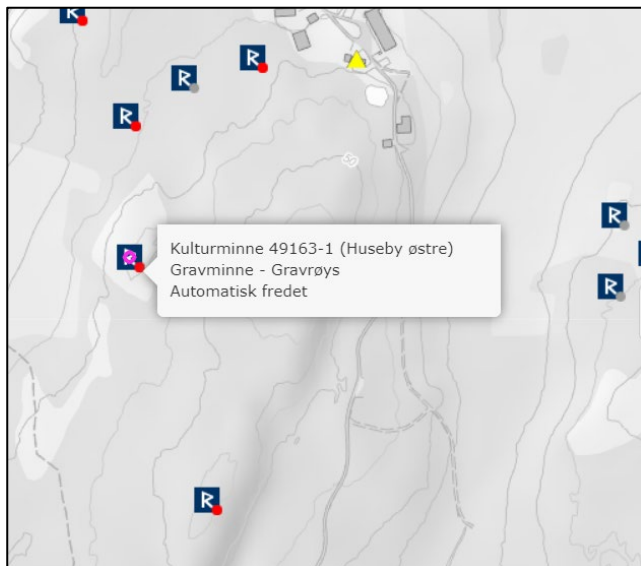 Kulturminne 49163-1 (Huseby østre)
Gravminne - Gravrøys
Automatisk fredet